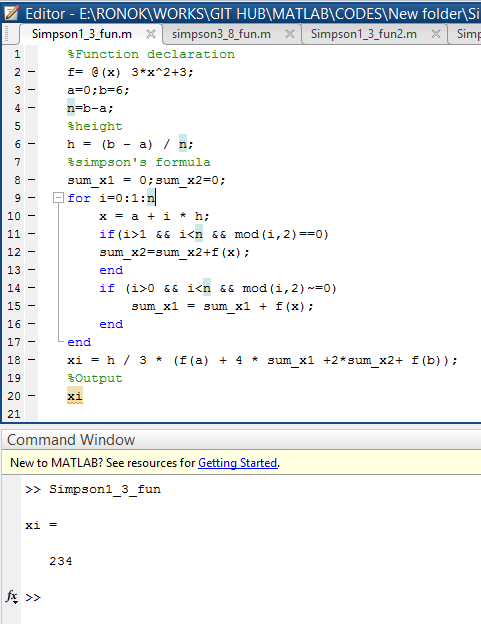 Editor - E:\RONOK\WORKS\GIT HUB\MATLAB\CODES\New folder\Si
Simpson1_3_fun.m simpson3_8_fun.m Simpson1_3_fun2.m Simp
1 %Function declaration
2 f= @(x) 3*x^2+3;
3 a=0;b=6;
4 n=b-a;
5 %height
6 h = (b - a) / n;
7 %simpson's formula
8 sum_x1 = 0;sum_x2=0;
9 for i=0:1:n
10 x = a + i * h;
11 if(i>1 && i<n && mod(i,2)==0)
12 sum_x2=sum_x2+f(x);
13 end
14 if (i>0 && i<n && mod(i,2)~=0)
15 sum_x1 = sum_x1 + f(x);
16 end
17 end
18 xi = h / 3 * (f(a) + 4 * sum_x1 +2*sum_x2+ f(b));
19 %Output
20 xi
21
Command Window
New to MATLAB? See resources for Getting Started.
>> Simpson1_3_fun
xi =
234
fx >>